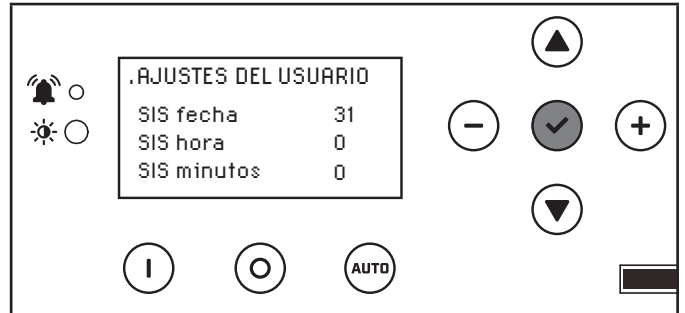 .AJUSTES DEL USUARIO
SIS fecha 31
SIS hora 0
SIS minutos 0
AUTO